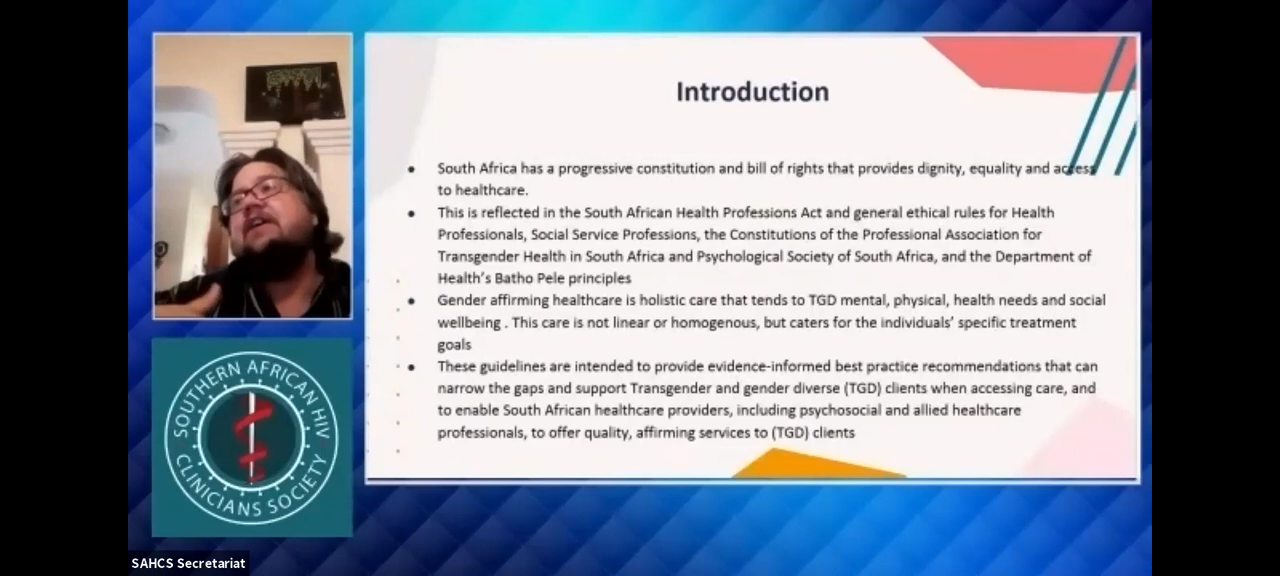 Introduction
• South Africa has a progressive constitution and bill of rights that provides dignity, equality and access
to healthcare.
• This is reflected in the South African Health Professions Act and general ethical rules for Health
Professionals, Social Service Professions, the Constitutions of the Professional Association for
Transgender Health in South Africa and Psychological Society of South Africa, and the Department of
Health's Batho Pele principles
• Gender affirming healthcare is holistic care that tends to TGD mental, physical, health needs and social
wellbeing . This care is not linear or homogenous, but caters for the individuals' specific treatment
goals
• These guidelines are intended to provide evidence-informed best practice recommendations that can
narrow the gaps and support Transgender and gender diverse (TGD) clients when accessing care, and
to enable South African healthcare providers, including psychosocial and allied healthcare
professionals, to offer quality, affirming services to (TGD) clients
SOUTHERN AFRICAN HIV
CLINICIANS SOCIETY
SAHCS Secretariat